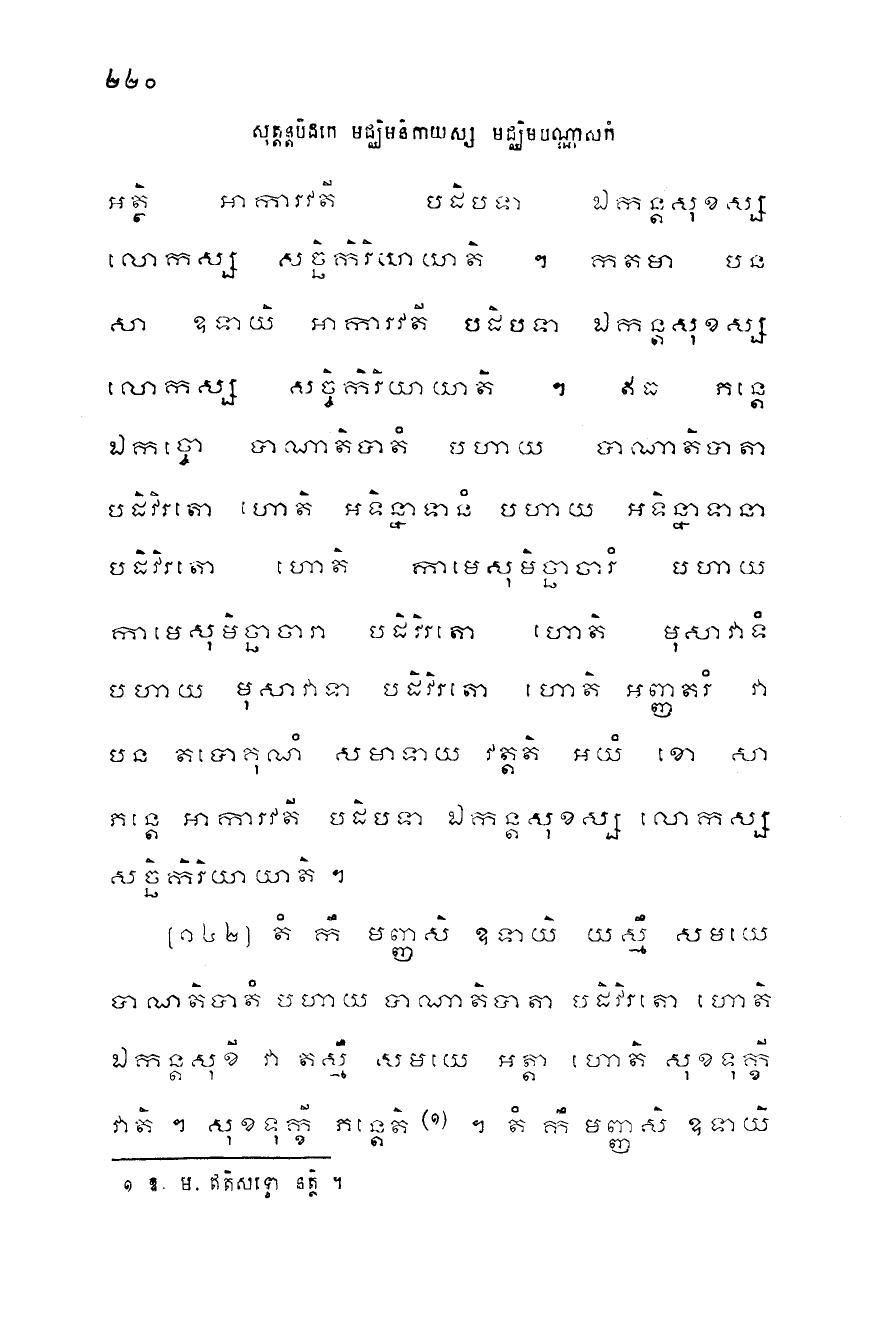 ២២០
សុត្តន្តបិដកេ មជ្ឈិមនិកាយស្ស មជ្ឈិមបណ្ណាសកំ
អត្ថិ អាការវតី បដិបទា ឯកន្តសុខស្ស
លោកស្ស សច្ឆិកិរិយាយាតិ ។ កតមា បន
សា ឧទាយិ អាការវតី បដិបទា ឯកន្តសុខស្ស
លោកស្ស សច្ឆិកិរិយាយាតិ ។ ឥធ ភន្តេ
ឯកច្ចោ បាណាតិបាតំ បហាយ បាណាតិបាតា
បដិវិរតោ ហោតិ អទិន្នាទានំ បហាយ អទិន្នាទានា
បដិវិរតោ ហោតិ កាមេសុមិច្ឆាចារំ បហាយ
កាមេសុមិច្ឆាចារា បដិវិរតោ ហោតិ មុសាវាទំ
បហាយ មុសាវាទា បដិវិរតោ ហោតិ អញ្ញតរំ វា
បន តបោគុណំ សមាទាយ វត្តតិ អយំ ខោ សា
ភន្តេ អាការវតី បដិបទា ឯកន្តសុខស្ស លោកស្ស
សច្ឆិកិរិយាយាតិ ។
[១៤២] តំ កឹ មញ្ញសិ ឧទាយិ យស្មឹ សមយេ
បាណាតិបាតំ បហាយ បាណាតិបាតា បដិវិរតោ ហោតិ
ឯកន្តសុខី វា តស្មឹ សមយេ អត្តា ហោតិ សុខទុក្ខី
វាតិ ។ សុខទុក្ខី ភន្តេតិ (១) ។ តំ កឹ មញ្ញសិ ឧទាយិ
១ ឱ. ម. ឥតិសទ្ទោ នត្ថិ ។